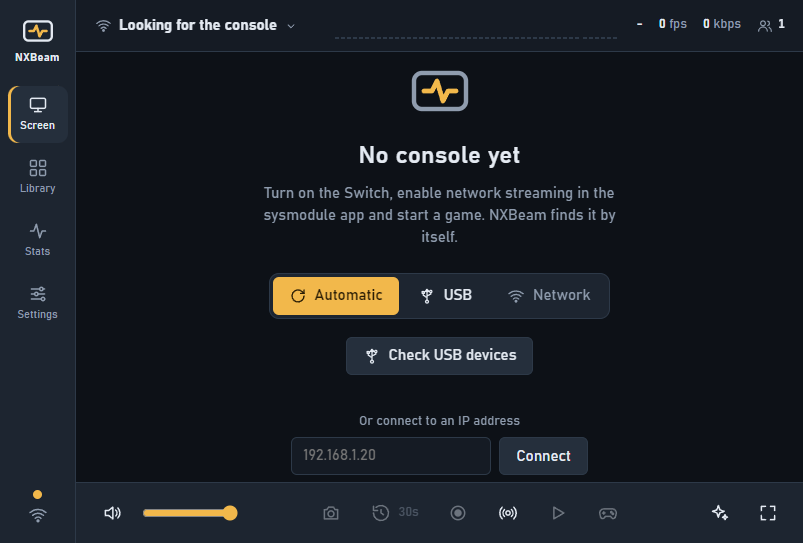 NXBeam
Looking for the console
- 0 fps 0 kbps 1
Screen
Library
Stats
Settings
No console yet
Turn on the Switch, enable network streaming in the
sysmodule app and start a game. NXBeam finds it by
itself.
Automatic USB Network
Check USB devices
Or connect to an IP address
192.168.1.20 Connect
30s